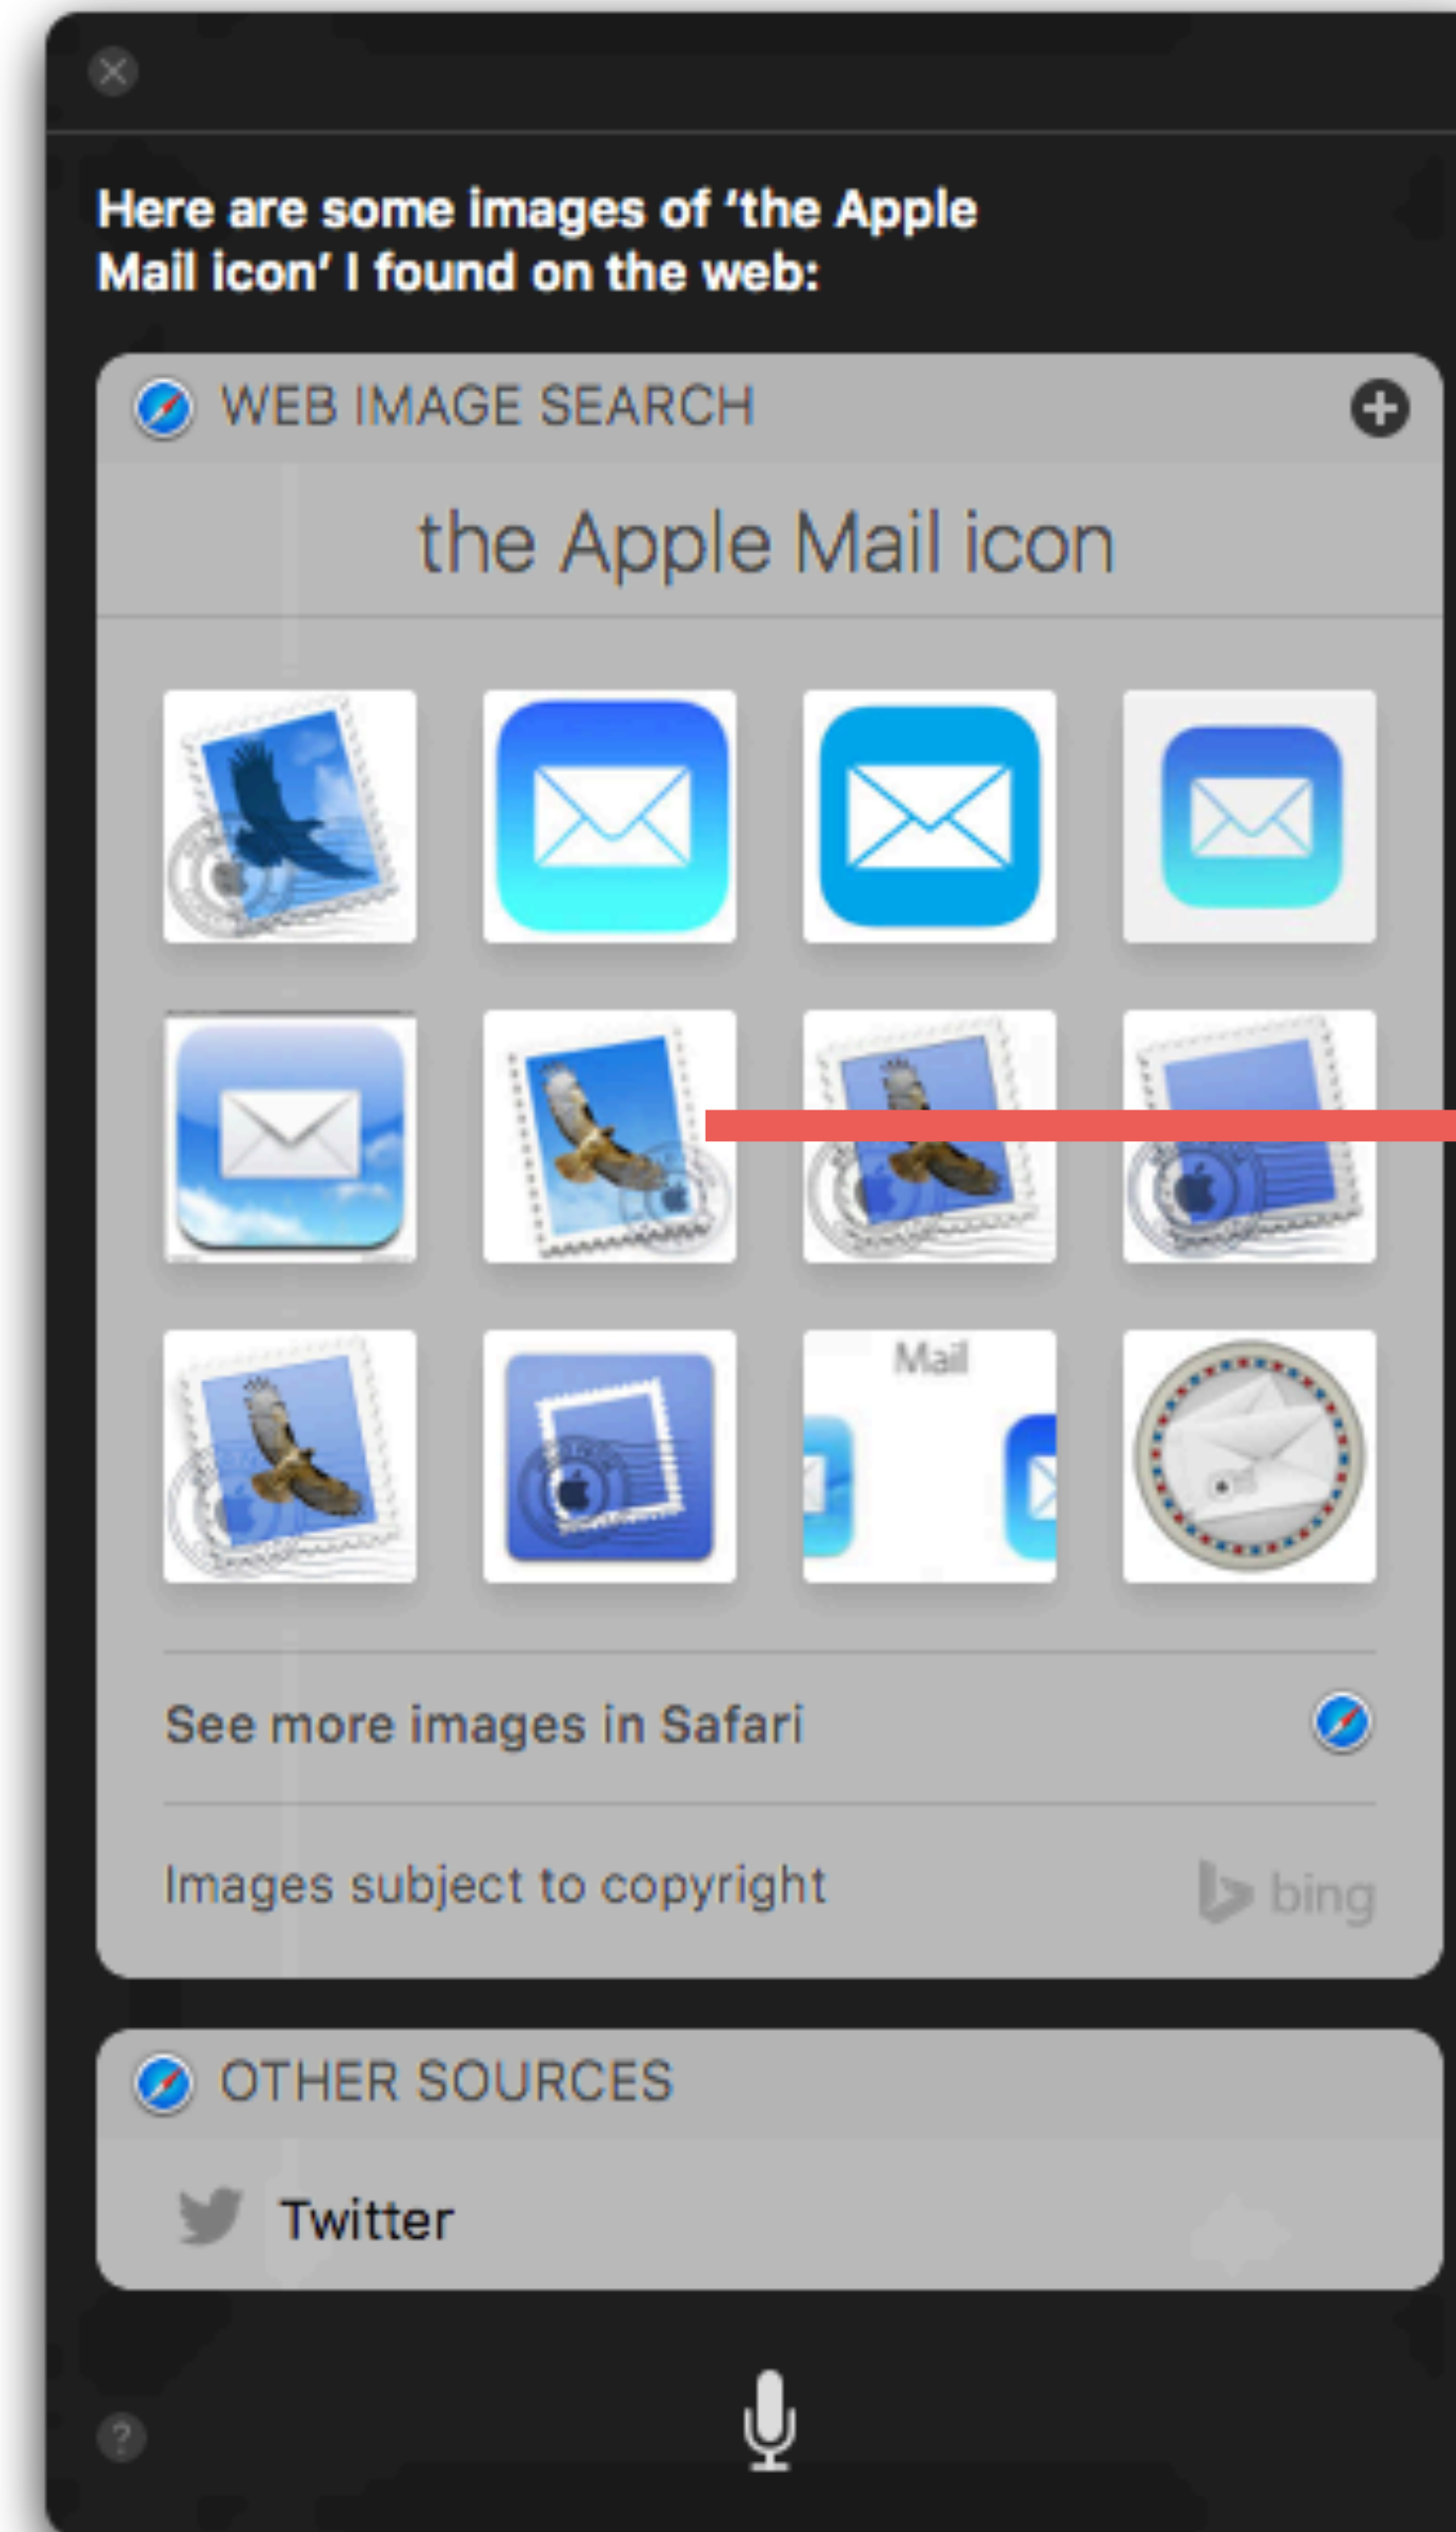 Here are some images of ‘the Apple
Mail icon’ I found on the web:
WEB IMAGE SEARCH
the Apple Mail icon
Mail
See more images in Safari
Images subject to copyright
bing
OTHER SOURCES
Twitter
?